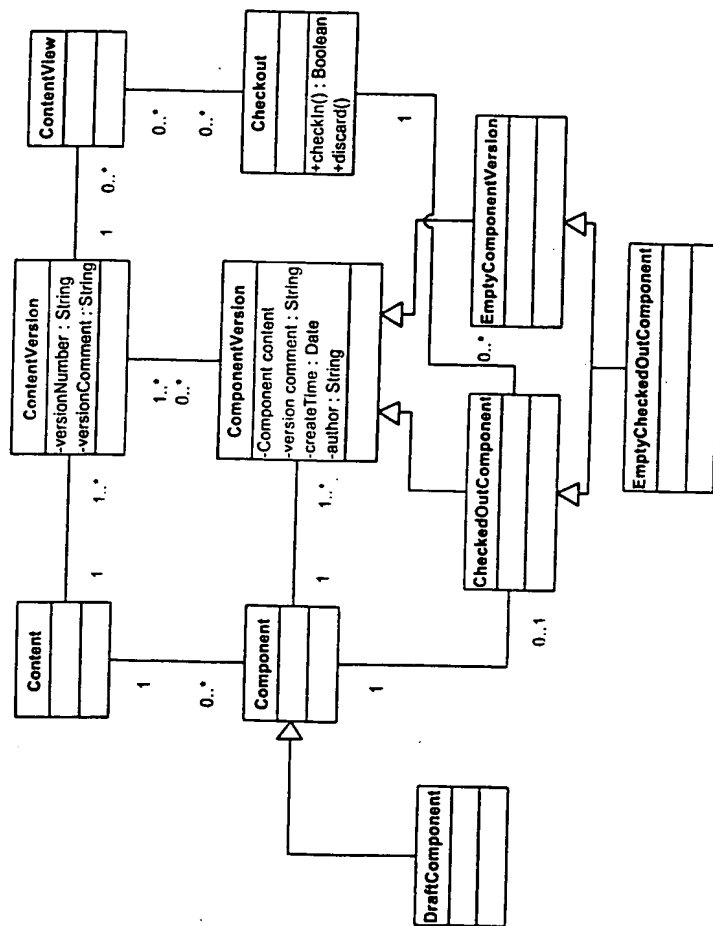 Content
1
1..*
ContentVersion
-versionNumber : String
-versionComment : String
1
0..*
ContentView
1
0..*
1..*
0..*
0..*
0..*
Component
1
1..*
ComponentVersion
-Component content
-version comment : String
-createTime : Date
-author : String
Checkout
+checkIn() : Boolean
+discard()
1
0..1
0..*
1
DraftComponent
CheckedOutComponent
EmptyComponentVersion
EmptyCheckedOutComponent